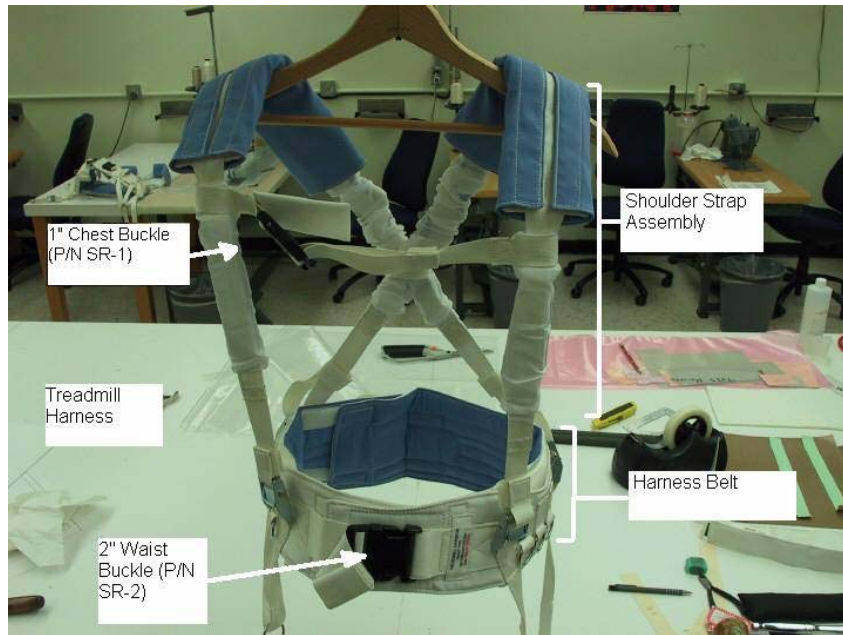 1" Chest Buckle
(P/N SR-1)
Shoulder Strap
Assembly
Treadmill
Harness
Harness Belt
2" Waist
Buckle (P/N
SR-2)